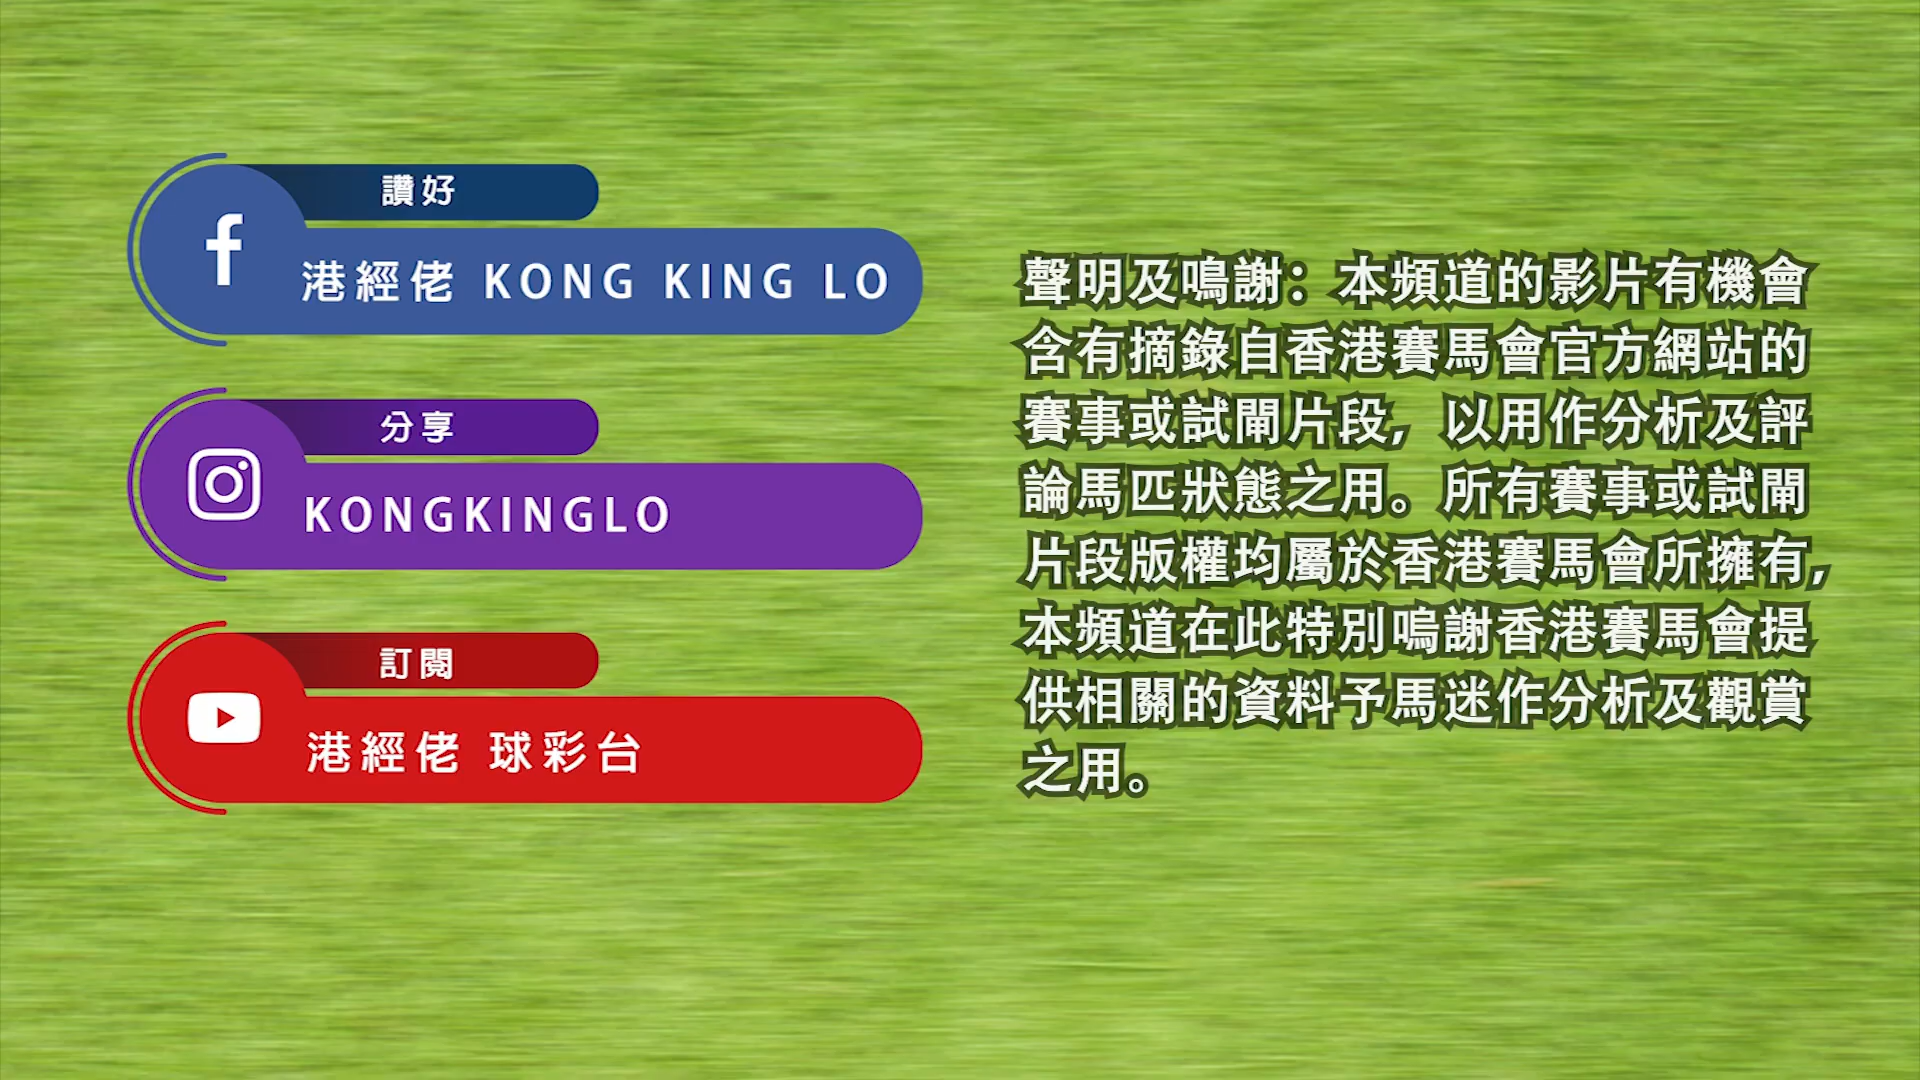 讚好
港經佬 KONG KING LO
分享
KONGKINGLO
訂閱
港經佬 球彩台
聲明及鳴謝：本頻道的影片有機會
含有摘錄自香港賽馬會官方網站的
賽事或試閘片段，以用作分析及評
論馬匹狀態之用。所有賽事或試閘
片段版權均屬於香港賽馬會所擁有，
本頻道在此特別嗚謝香港賽馬會提
供相關的資料予馬迷作分析及觀賞
之用。